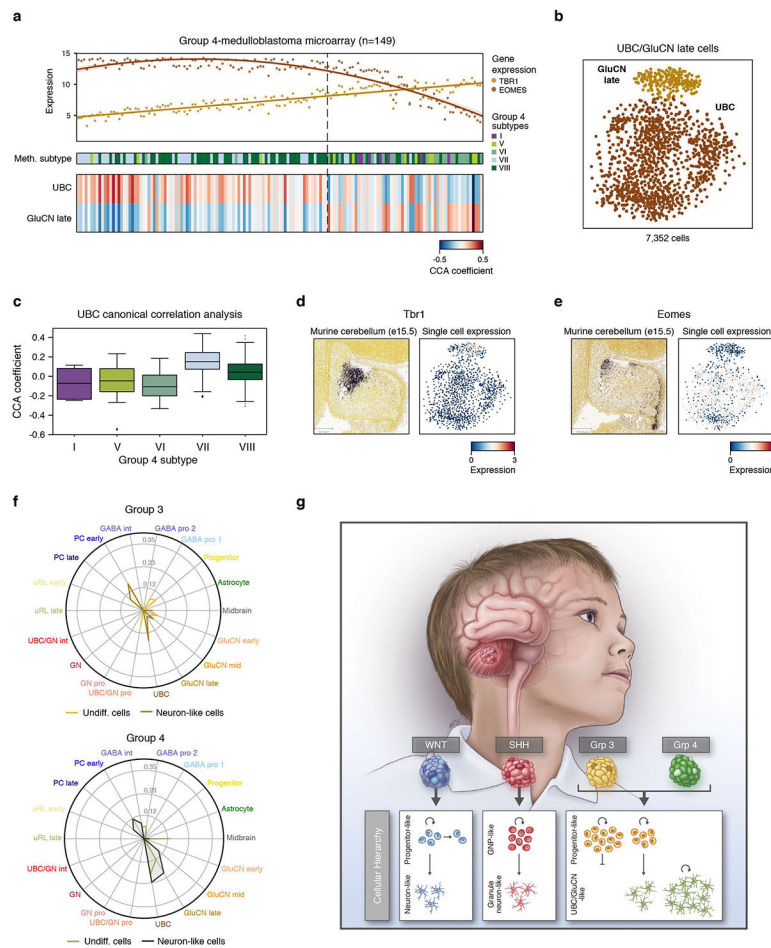 a
Group 4-medulloblastoma microarray (n=149)
15
10
5
Expression
Gene
expression
TBR1
EOMES
Group 4
subtypes
I
V
VI
VII
VIII
Meth. subtype
UBC
GluCN late
-0.5
0.5
CCA coefficient
b
UBC/GluCN late cells
GluCN
late
UBC
7,352 cells
c
UBC canonical correlation analysis
0.4
0.2
0.0
-0.2
-0.4
-0.6
CCA coefficient
I V VI VII VIII
Group 4 subtype
d
Tbr1
Murine cerebellum (e15.5) Single cell expression
0 3
Expression
e
Eomes
Murine cerebellum (e15.5) Single cell expression
0
Expression
f
Group 3
GABA int
GABA pro 2
PC early
GABA pro 1
PC late
Progenitor
uRL early
Astrocyte
uRL late
Midbrain
UBC/GN int
GluCN early
GN
GluCN mid
GN pro
GluCN late
UBC/GN pro
UBC
0.35
0.23
0.12
Undiff. cells Neuron-like cells
Group 4
GABA int
GABA pro 2
PC early
GABA pro 1
PC late
Progenitor
uRL early
Astrocyte
uRL late
Midbrain
UBC/GN int
GluCN early
GN
GluCN mid
GN pro
GluCN late
UBC/GN pro
UBC
0.35
0.23
0.12
Undiff. cells Neuron-like cells
g
WNT
SHH
Grp 3
Grp 4
Cellular Hierarchy
Progenitor-like
Neuron-like
GNP-like
Granule
neuron-like
Progenitor-like
UBC/GluCN
-like